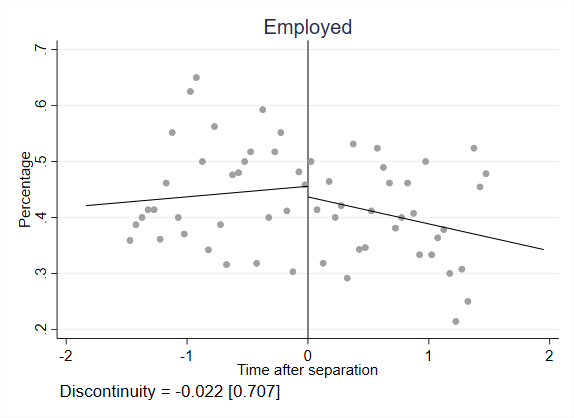 Employed
.7
.6
.5
.4
.3
.2
Percentage
-2 -1 0 1 2
Time after separation
Discontinuity = -0.022 [0.707]